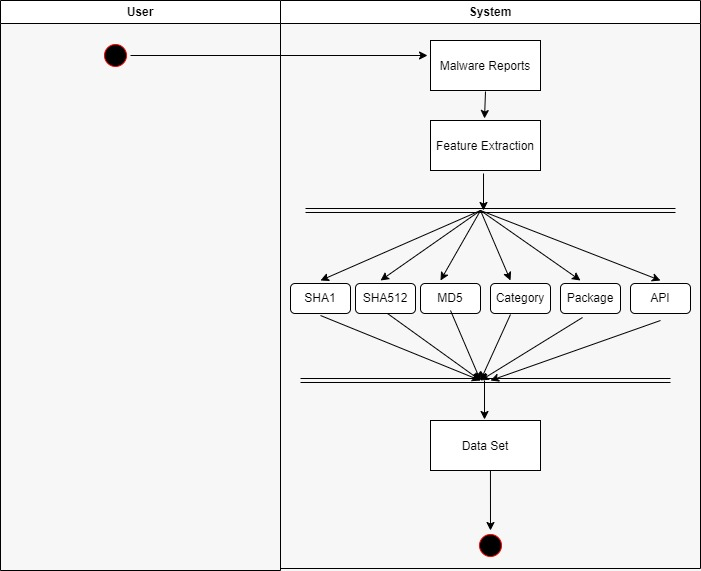 User
System
Malware Reports
Feature Extraction
SHA1
SHA512
MD5
Category
Package
API
Data Set